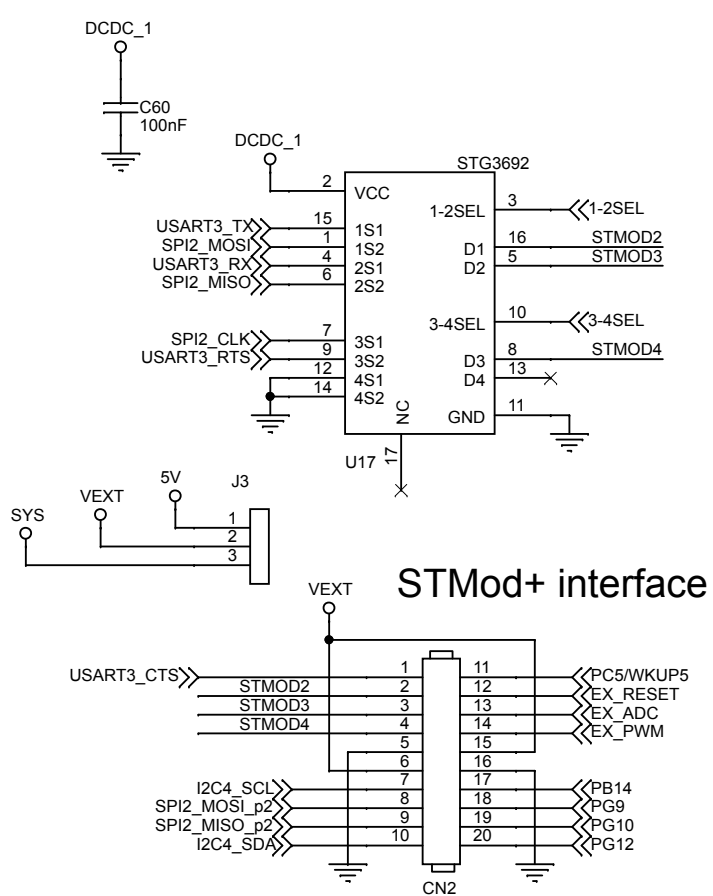 DCDC_1
C60
100nF
DCDC_1
STG3692
2 VCC
1-2SEL 3 1-2SEL
USART3_TX 15 1S1
SPI2_MOSI 1 1S2
D1 16 STMOD2
USART3_RX 4 2S1
D2 5 STMOD3
SPI2_MISO 6 2S2
3-4SEL 10 3-4SEL
SPI2_CLK 7 3S1
USART3_RTS 9 3S2
D3 8 STMOD4
12 4S1
D4 13
14 4S2
NC
GND 11
U17 17
5V J3
VEXT
SYS
1
2
3
STMod+ interface
VEXT
USART3_CTS 1 11 PC5/WKUP5
STMOD2 2 12 EX_RESET
STMOD3 3 13 EX_ADC
STMOD4 4 14 EX_PWM
5 15
6 16
I2C4_SCL 7 17 PB14
SPI2_MOSI_p2 8 18 PG9
SPI2_MISO_p2 9 19 PG10
I2C4_SDA 10 20 PG12
CN2